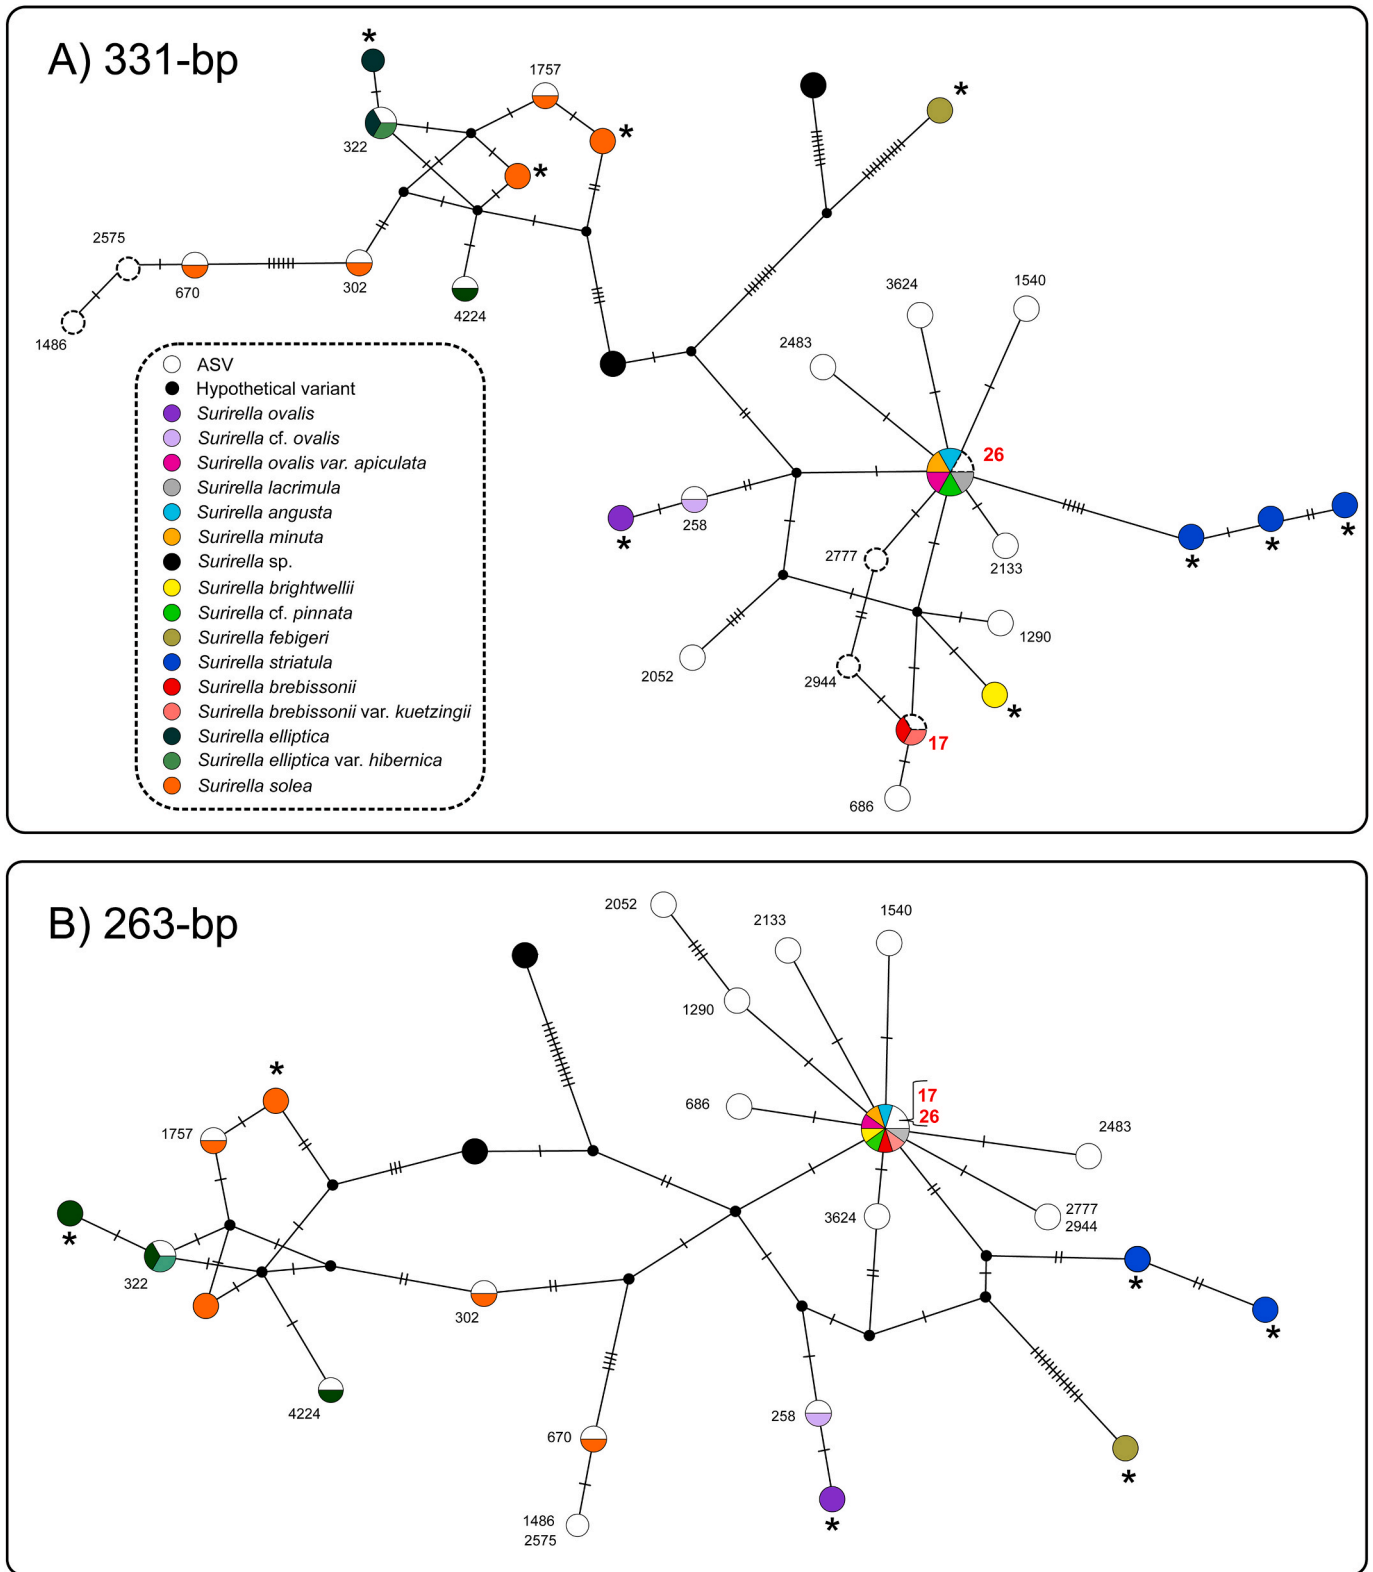 A) 331-bp
*
1757
*
*
322
*
2575
670
302
4224
1486
3624
1540
2483
26
258
*
2777
2133
*
*
*
1290
2052
2944
*
17
686
ASV
Hypothetical variant
Surirella ovalis
Surirella cf. ovalis
Surirella ovalis var. apiculata
Surirella lacrimula
Surirella angusta
Surirella minuta
Surirella sp.
Surirella brightwellii
Surirella cf. pinnata
Surirella febigeri
Surirella striatula
Surirella brebissonii
Surirella brebissonii var. kuetzingii
Surirella elliptica
Surirella elliptica var. hibernica
Surirella solea
B) 263-bp
2052
2133
1540
1290
*
17
686
26
1757
2483
3624
2777
2944
*
322
*
302
*
4224
258
670
*
1486
2575
*